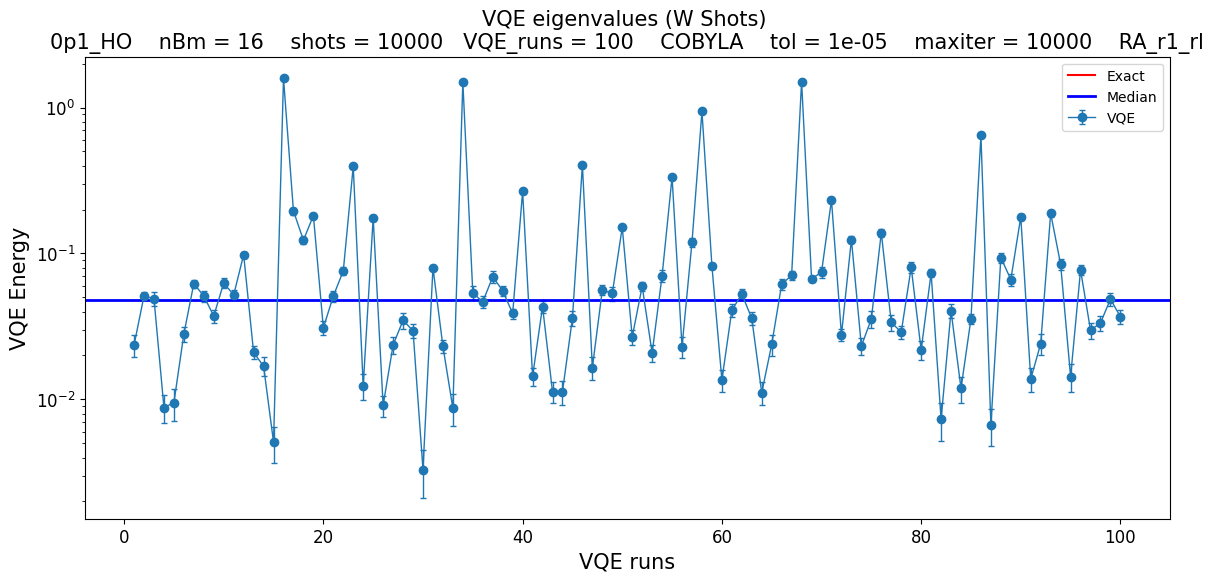 VQE eigenvalues (W Shots)
0p1_HO    nBm = 16    shots = 10000   VQE_runs = 100    COBYLA    tol = 1e-05    maxiter = 10000    RA_r1_rl
Exact
Median
VQE
VQE Energy
10⁰
10⁻¹
10⁻²
0 20 40 60 80 100
VQE runs